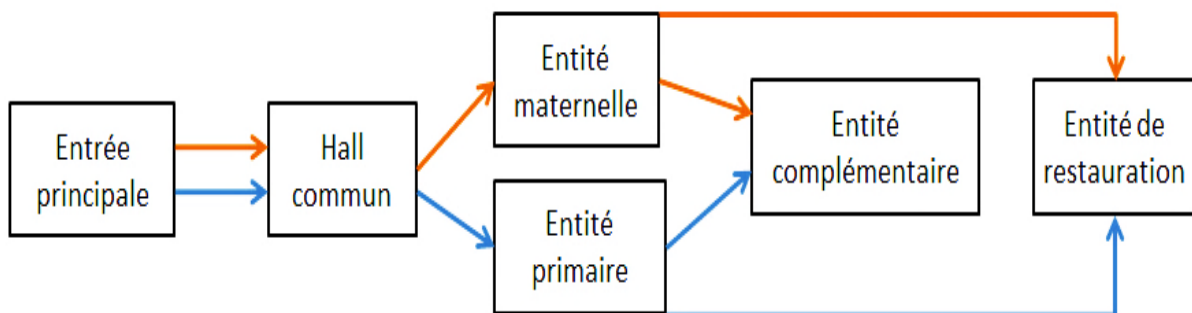 Entrée
principale
Hall
commun
Entité
maternelle
Entité
primaire
Entité
complémentaire
Entité de
restauration